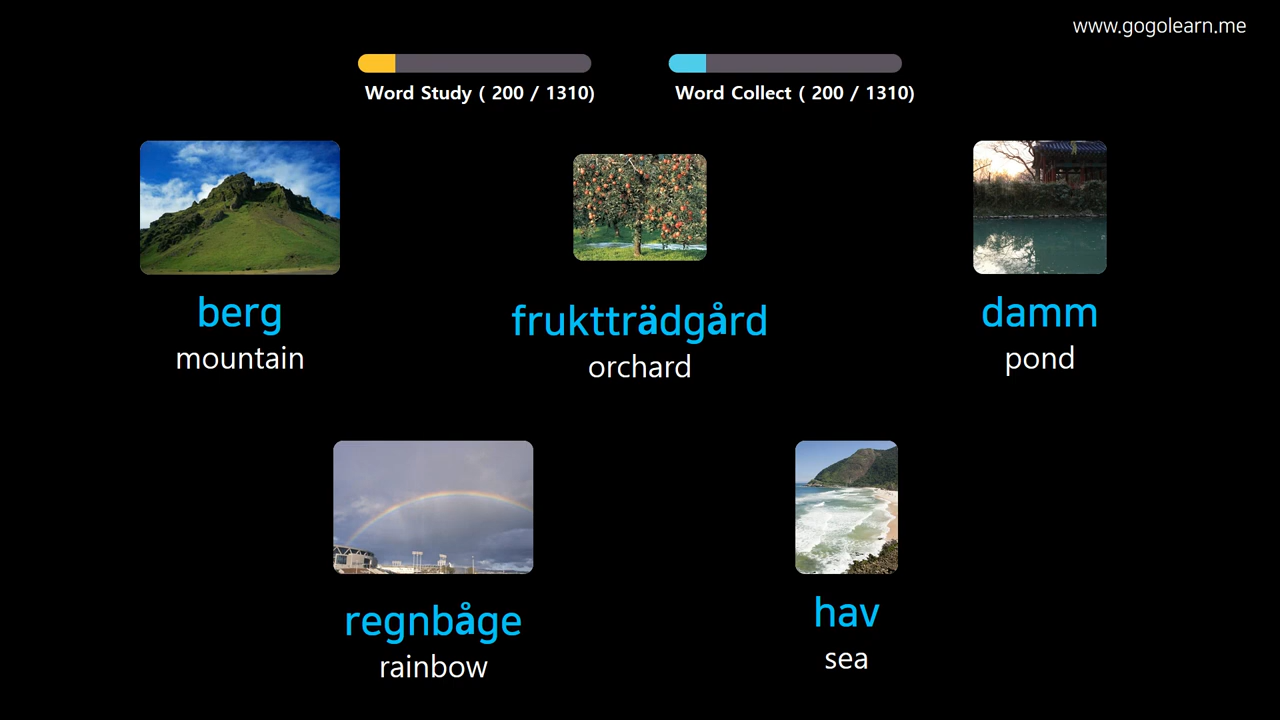 www.gogolearn.me
Word Study ( 200 / 1310)
Word Collect ( 200 / 1310)
berg
mountain
fruktträdgård
orchard
damm
pond
regnbåge
rainbow
hav
sea